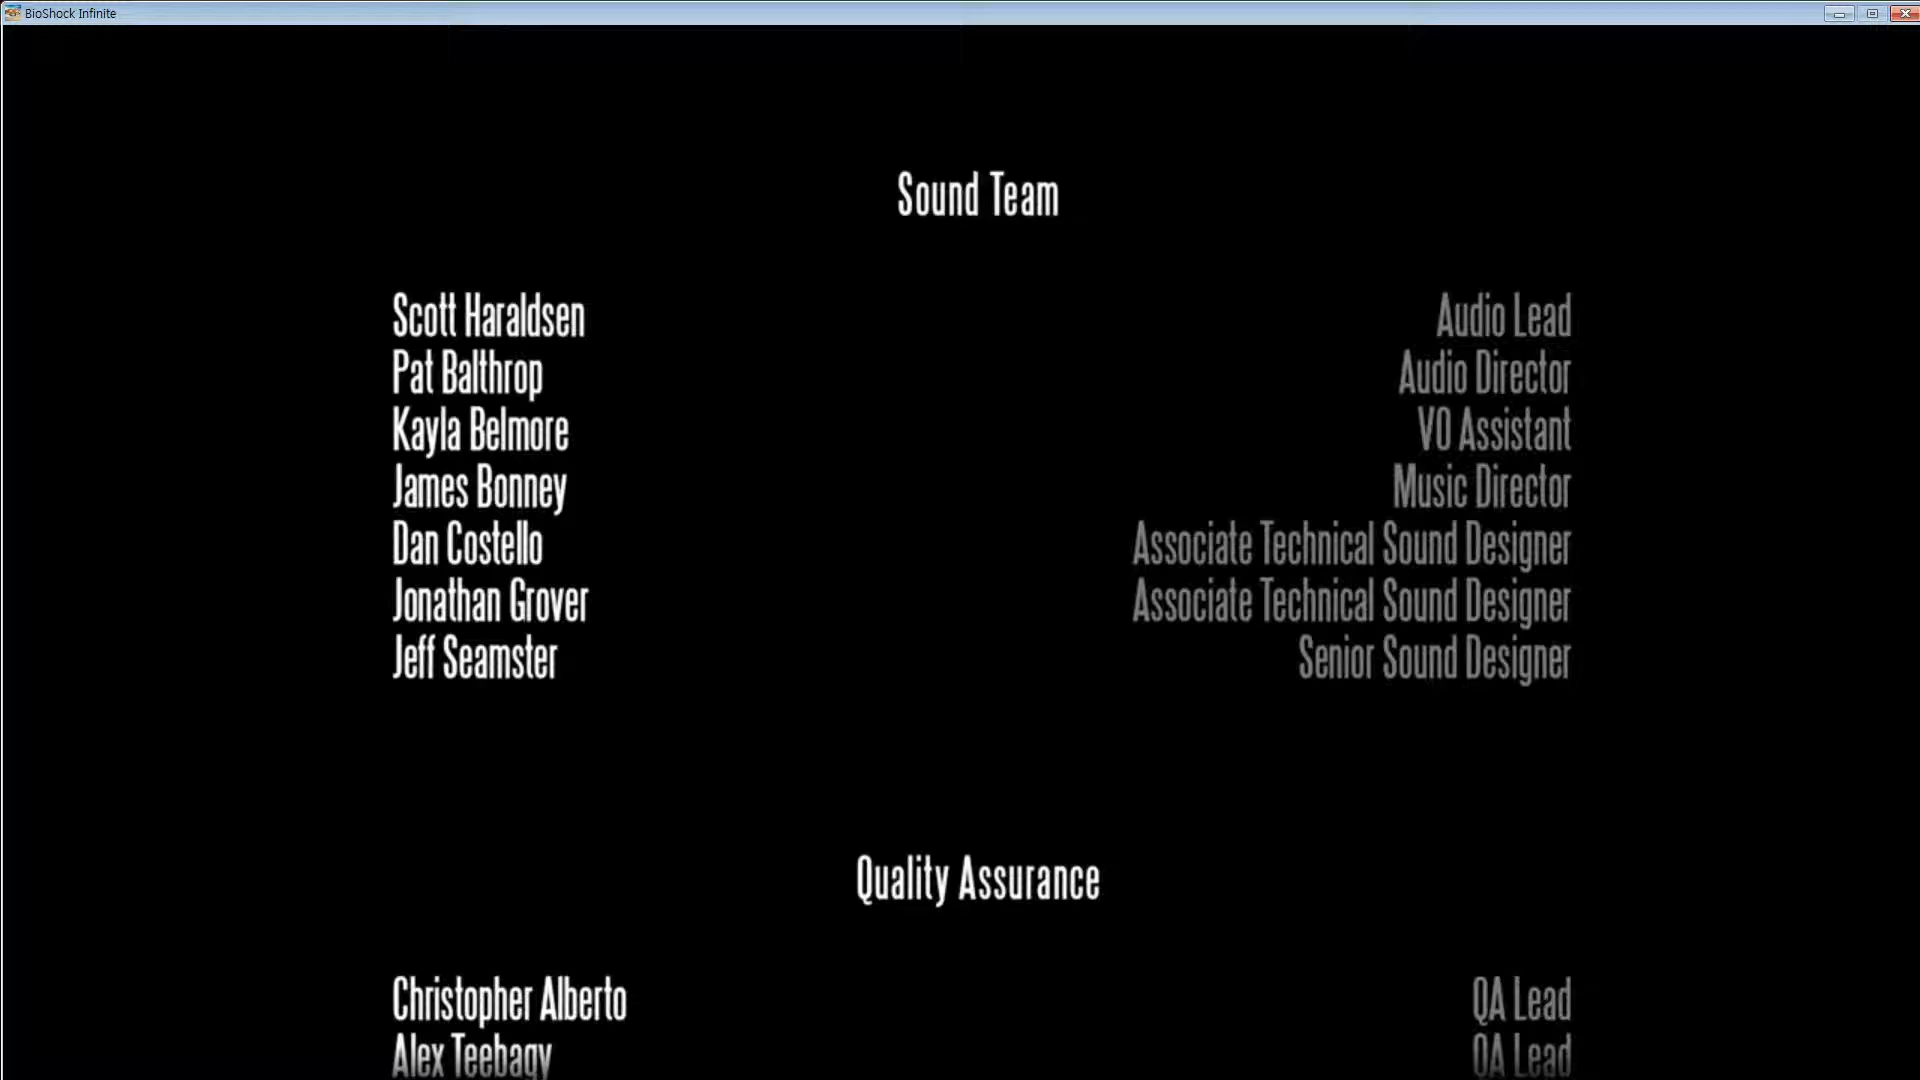 BioShock Infinite
Sound Team
Scott Haraldsen Audio Lead
Pat Balthrop Audio Director
Kayla Belmore VO Assistant
James Bonney Music Director
Dan Costello Associate Technical Sound Designer
Jonathan Grover Associate Technical Sound Designer
Jeff Seamster Senior Sound Designer
Quality Assurance
Christopher Alberto QA Lead
Alex Teebagy QA Lead